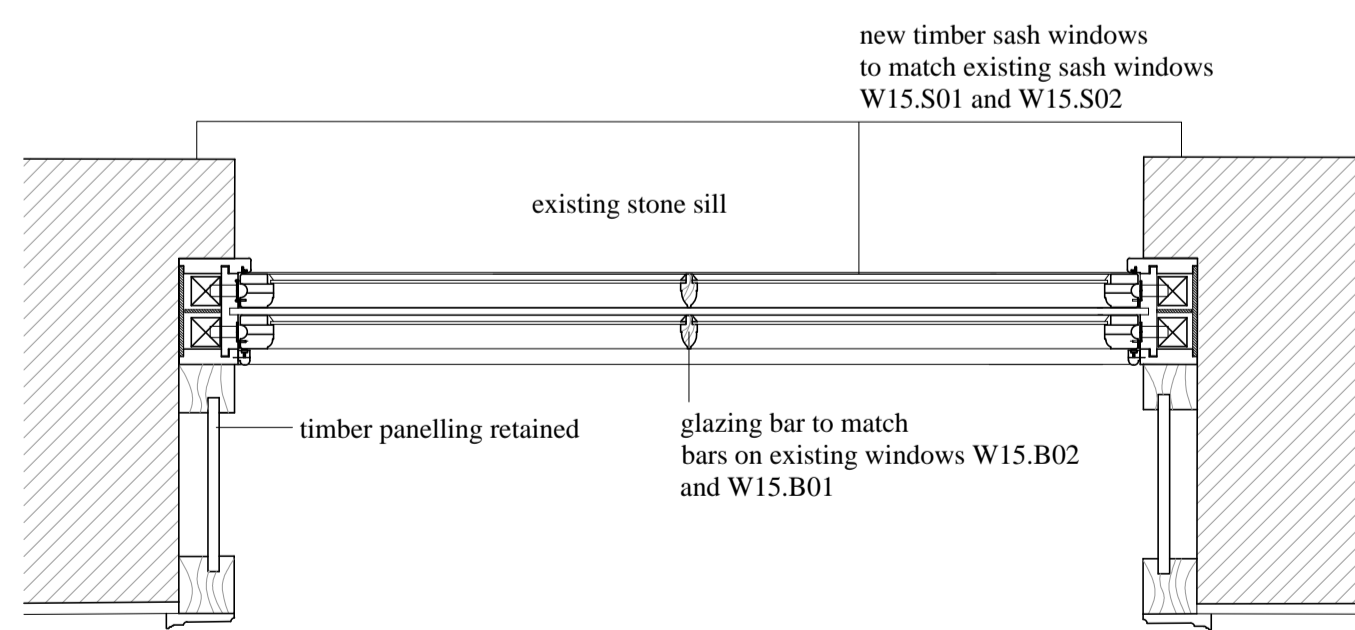 new timber sash windows
to match existing sash windows
W15.S01 and W15.S02
existing stone sill
timber panelling retained
glazing bar to match
bars on existing windows W15.B02
and W15.B01